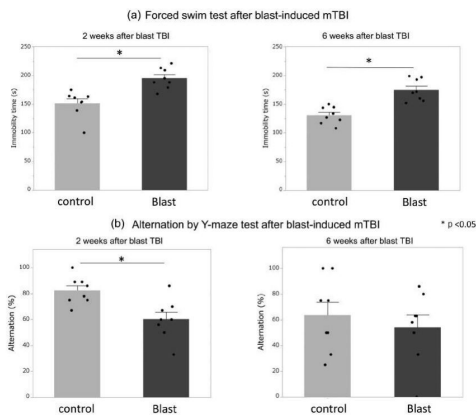 (a) Forced swim test after blast-induced mTBI
2 weeks after blast TBI
6 weeks after blast TBI
*
*
Immobility time (s)
250
200
150
100
50
0
control
Blast
Immobility time (s)
250
200
150
100
50
0
control
Blast
(b) Alternation by Y-maze test after blast-induced mTBI
* p <0.05
2 weeks after blast TBI
6 weeks after blast TBI
*
Alternation (%)
100
80
60
40
20
0
control
Blast
Alternation (%)
100
80
60
40
20
0
control
Blast